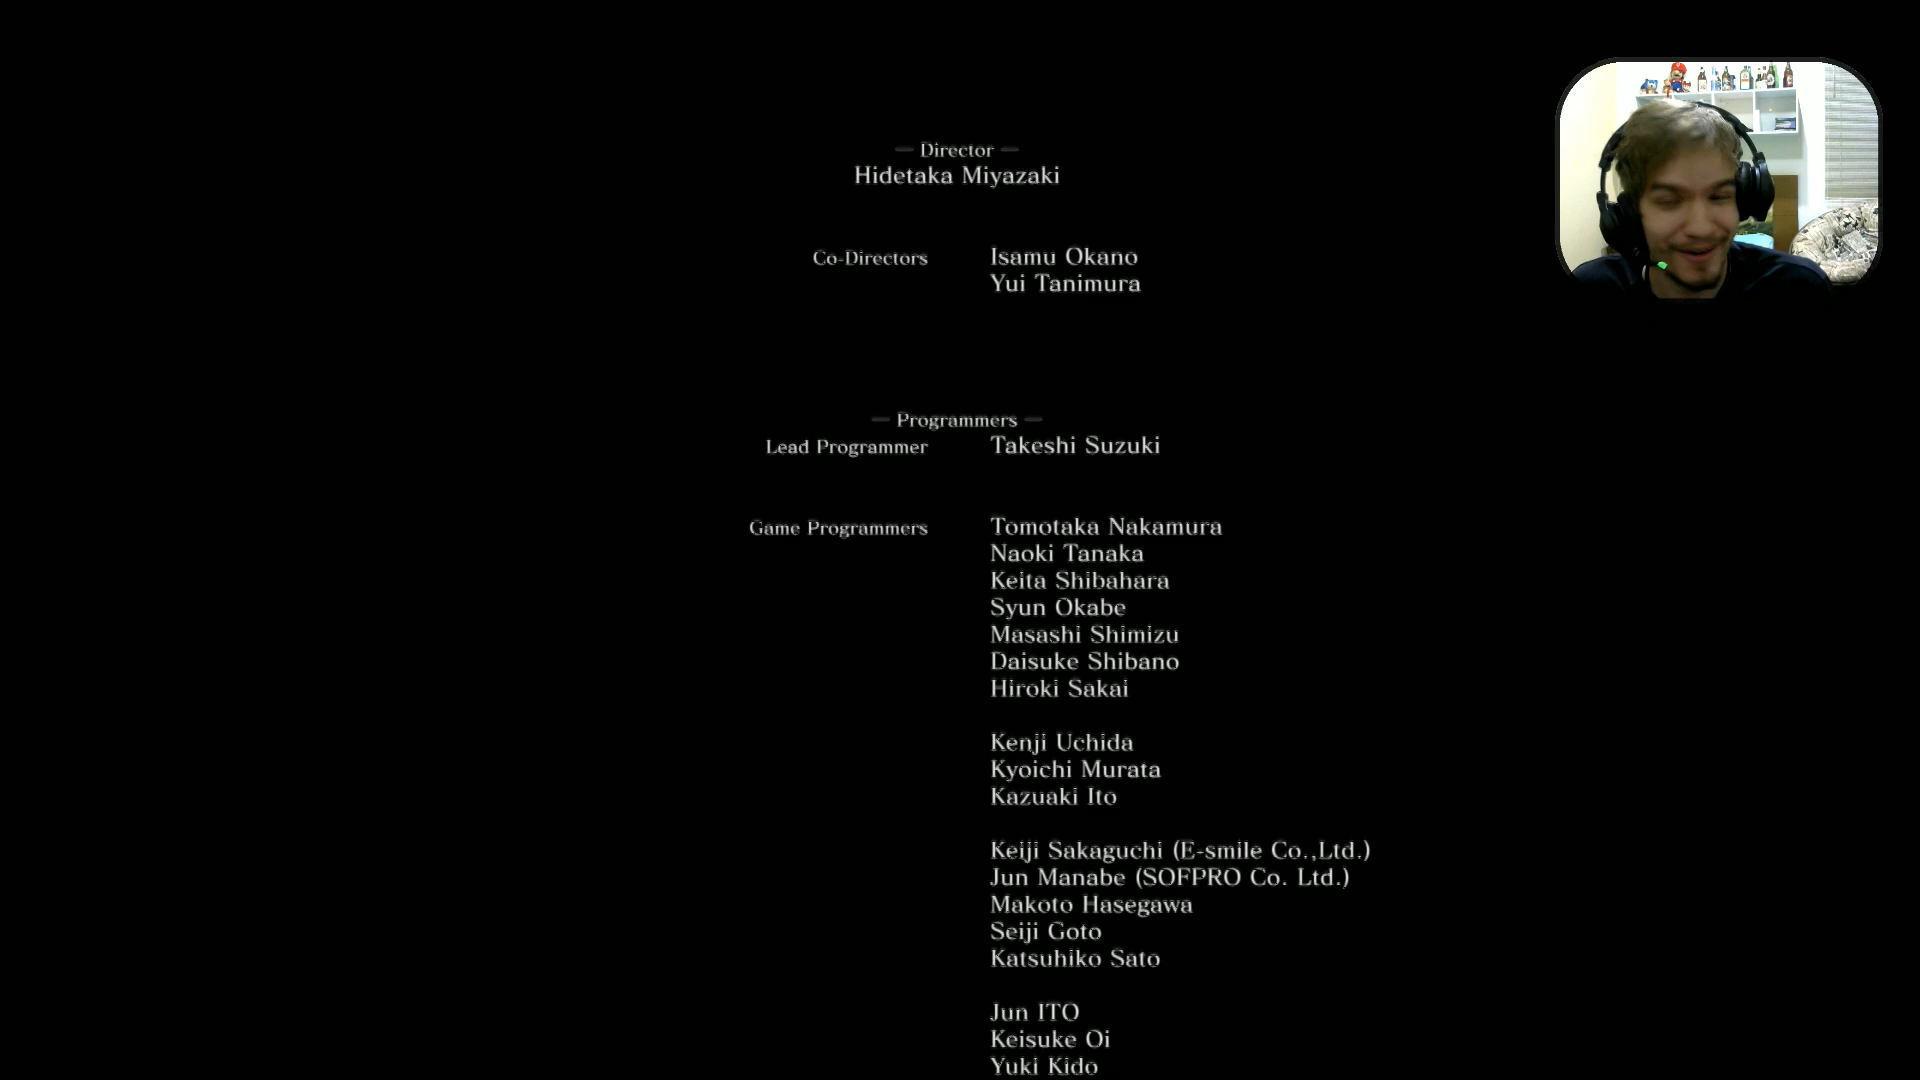 Director
Hidetaka Miyazaki
Co-Directors Isamu Okano
Yui Tanimura
Programmers
Lead Programmer Takeshi Suzuki
Game Programmers Tomotaka Nakamura
Naoki Tanaka
Keita Shibahara
Syun Okabe
Masashi Shimizu
Daisuke Shibano
Hiroki Sakai
Kenji Uchida
Kyoichi Murata
Kazuaki Ito
Keiji Sakaguchi (E-smile Co.,Ltd.)
Jun Manabe (SOFPRO Co. Ltd.)
Makoto Hasegawa
Seiji Goto
Katsuhiko Sato
Jun ITO
Keisuke Oi
Yuki Kido